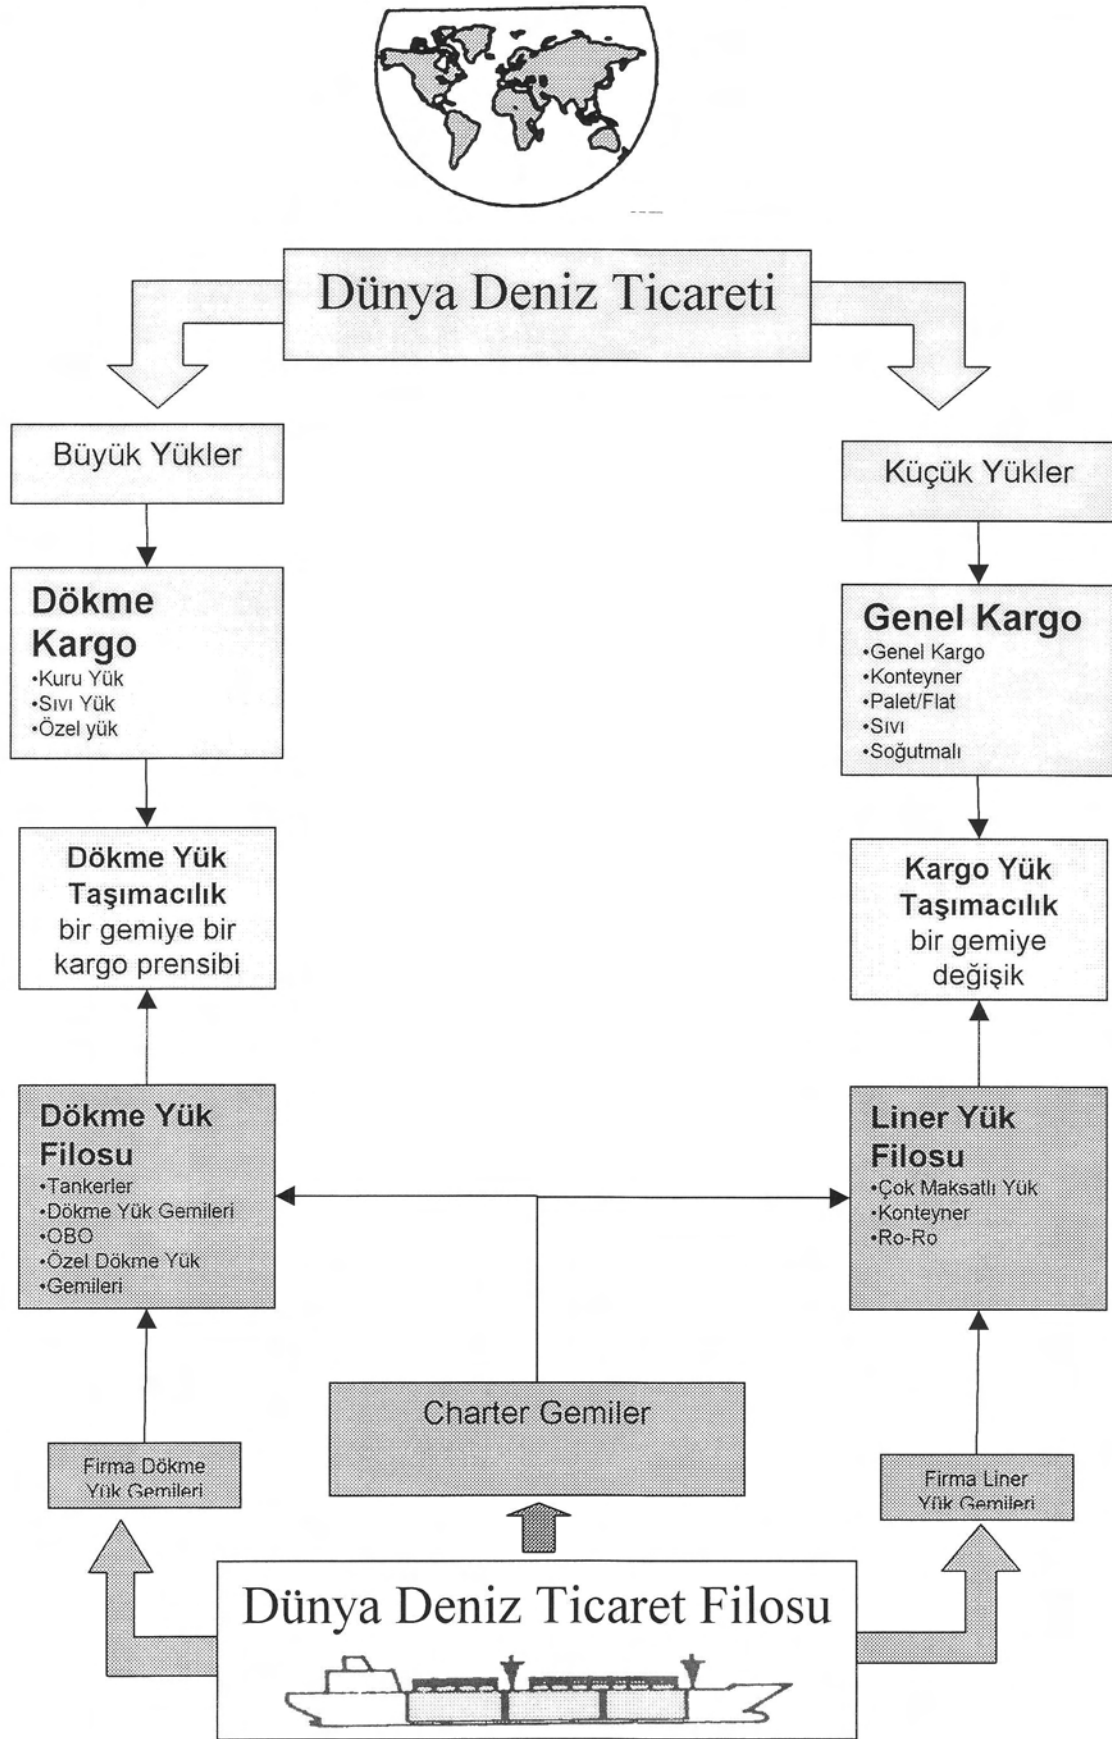 Dünya Deniz Ticareti
Büyük Yükler
Küçük Yükler
Dökme
Kargo
•Kuru Yük
•Sıvı Yük
•Özel yük
Genel Kargo
•Genel Kargo
•Konteyner
•Palet/Flat
•Sıvı
•Soğutmalı
Dökme Yük
Taşımacılık
bir gemiye bir
kargo prensibi
Kargo Yük
Taşımacılık
bir gemiye
değişik
Dökme Yük
Filosu
•Tankerler
•Dökme Yük Gemileri
•OBO
•Özel Dökme Yük
•Gemileri
Liner Yük
Filosu
•Çok Maksatlı Yük
•Konteyner
•Ro-Ro
Charter Gemiler
Firma Dökme
Yük Gemileri
Firma Liner
Yük Gemileri
Dünya Deniz Ticaret Filosu